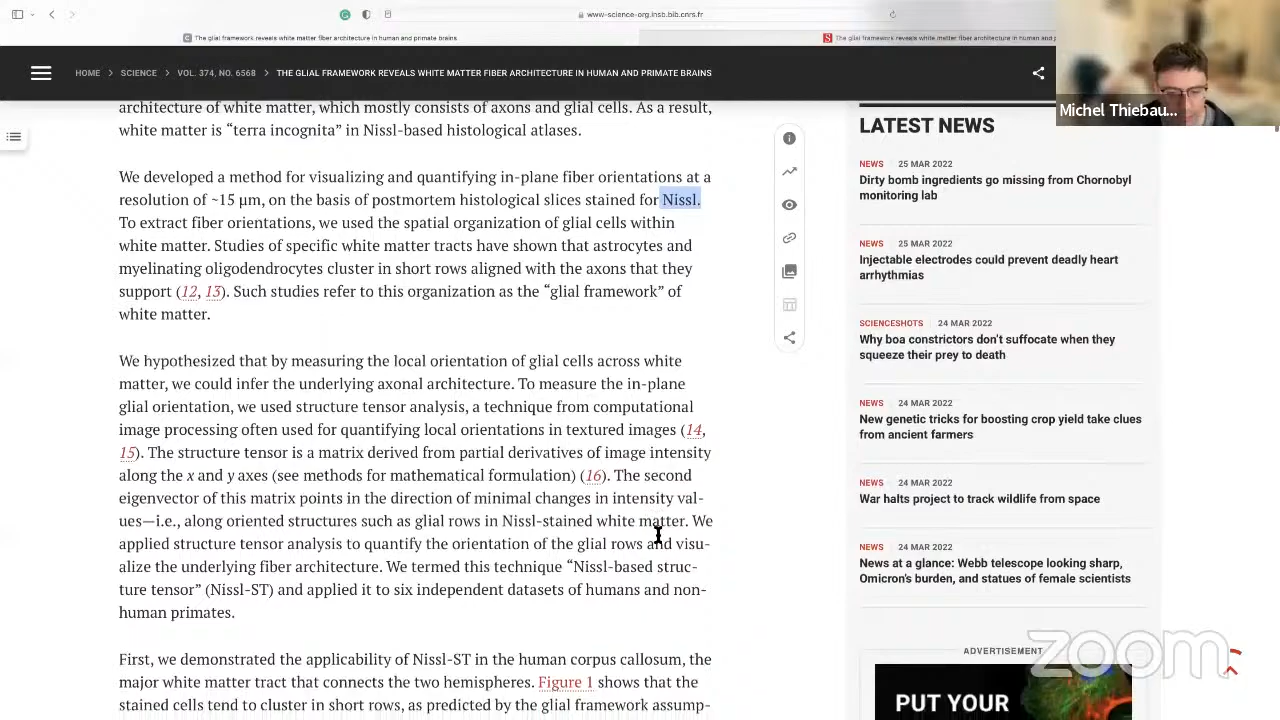 www-science-org.insb.bib.cnrs.fr
The glial framework reveals white matter fiber architecture in human and primate brains
The glial framework reveals white matter fiber architecture in human and p
HOME > SCIENCE > VOL. 374, NO. 6568 > THE GLIAL FRAMEWORK REVEALS WHITE MATTER FIBER ARCHITECTURE IN HUMAN AND PRIMATE BRAINS
Michel Thiebau...
architecture of white matter, which mostly consists of axons and glial cells. As a result,
white matter is “terra incognita” in Nissl-based histological atlases.
We developed a method for visualizing and quantifying in-plane fiber orientations at a
resolution of ~15 μm, on the basis of postmortem histological slices stained for Nissl.
To extract fiber orientations, we used the spatial organization of glial cells within
white matter. Studies of specific white matter tracts have shown that astrocytes and
myelinating oligodendrocytes cluster in short rows aligned with the axons that they
support (12, 13). Such studies refer to this organization as the “glial framework” of
white matter.
We hypothesized that by measuring the local orientation of glial cells across white
matter, we could infer the underlying axonal architecture. To measure the in-plane
glial orientation, we used structure tensor analysis, a technique from computational
image processing often used for quantifying local orientations in textured images (14,
15). The structure tensor is a matrix derived from partial derivatives of image intensity
along the x and y axes (see methods for mathematical formulation) (16). The second
eigenvector of this matrix points in the direction of minimal changes in intensity val-
ues—i.e., along oriented structures such as glial rows in Nissl-stained white matter. We
applied structure tensor analysis to quantify the orientation of the glial rows and visu-
alize the underlying fiber architecture. We termed this technique “Nissl-based struc-
ture tensor” (Nissl-ST) and applied it to six independent datasets of humans and non-
human primates.
First, we demonstrated the applicability of Nissl-ST in the human corpus callosum, the
major white matter tract that connects the two hemispheres. Figure 1 shows that the
stained cells tend to cluster in short rows, as predicted by the glial framework assump-
LATEST NEWS
NEWS 25 MAR 2022
Dirty bomb ingredients go missing from Chornobyl
monitoring lab
NEWS 25 MAR 2022
Injectable electrodes could prevent deadly heart
arrhythmias
SCIENCESHOTS 24 MAR 2022
Why boa constrictors don’t suffocate when they
squeeze their prey to death
NEWS 24 MAR 2022
New genetic tricks for boosting crop yield take clues
from ancient farmers
NEWS 24 MAR 2022
War halts project to track wildlife from space
NEWS 24 MAR 2022
News at a glance: Webb telescope looking sharp,
Omicron’s burden, and statues of female scientists
ADVERTISEMENT
PUT YOUR
zoom